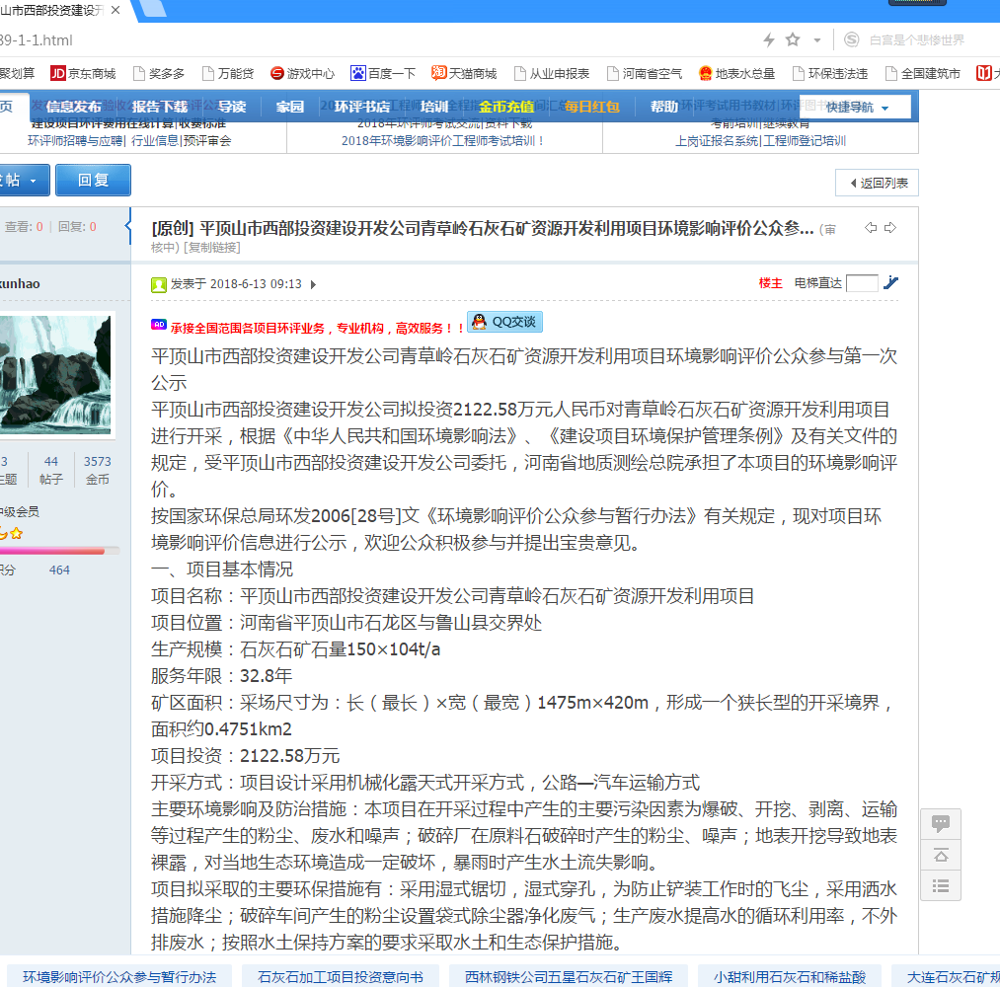 山市西部投资建设开
39-1-1.html
白宫是个悲惨世界
聚划算 京东商城 奖多多 万能贷 游戏中心 百度一下 天猫商城 从业申报表 河南省空气 地表水总量 环保违法违 全国建筑市
页 信息发布 报告下载 导读 家园 环评书店 培训 金币充值 每日红包 帮助 快捷导航
建设项目环评费用在线计算|收费标准 2018年环评师考试交流|资料下载 考前培训|继续教育
环评师招聘与应聘| 行业信息|预评审会 2018年环境影响评价工程师考试培训！ 上岗证报名系统|工程师登记培训
帖 回复 返回列表
查看: 0 | 回复: 0
[原创] 平顶山市西部投资建设开发公司青草岭石灰石矿资源开发利用项目环境影响评价公众参... (审
核中) [复制链接]
kunhao
发表于 2018-6-13 09:13 楼主 电梯直达
AD 承接全国范围各项目环评业务，专业机构，高效服务！！ QQ交谈
平顶山市西部投资建设开发公司青草岭石灰石矿资源开发利用项目环境影响评价公众参与第一次
公示
平顶山市西部投资建设开发公司拟投资2122.58万元人民币对青草岭石灰石矿资源开发利用项目
进行开采，根据《中华人民共和国环境影响法》、《建设项目环境保护管理条例》及有关文件的
规定，受平顶山市西部投资建设开发公司委托，河南省地质测绘总院承担了本项目的环境影响评
价。
按国家环保总局环发2006[28号]文《环境影响评价公众参与暂行办法》有关规定，现对项目环
境影响评价信息进行公示，欢迎公众积极参与并提出宝贵意见。
一、项目基本情况
项目名称：平顶山市西部投资建设开发公司青草岭石灰石矿资源开发利用项目
项目位置：河南省平顶山市石龙区与鲁山县交界处
生产规模：石灰石矿石量150×104t/a
服务年限：32.8年
矿区面积：采场尺寸为：长（最长）×宽（最宽）1475m×420m，形成一个狭长型的开采境界，
面积约0.4751km2
项目投资：2122.58万元
开采方式：项目设计采用机械化露天式开采方式，公路—汽车运输方式
主要环境影响及防治措施：本项目在开采过程中产生的主要污染因素为爆破、开挖、剥离、运输
等过程产生的粉尘、废水和噪声；破碎厂在原料石破碎时产生的粉尘、噪声；地表开挖导致地表
裸露，对当地生态环境造成一定破坏，暴雨时产生水土流失影响。
项目拟采取的主要环保措施有：采用湿式锯切，湿式穿孔，为防止铲装工作时的飞尘，采用洒水
措施降尘；破碎车间产生的粉尘设置袋式除尘器净化废气；生产废水提高水的循环利用率，不外
排废水；按照水土保持方案的要求采取水土和生态保护措施。
3 44 3573
主题 帖子 金币
中级会员
积分 464
环境影响评价公众参与暂行办法 石灰石加工项目投资意向书 西林钢铁公司五星石灰石矿王国辉 小甜利用石灰石和稀盐酸 大连石灰石矿规